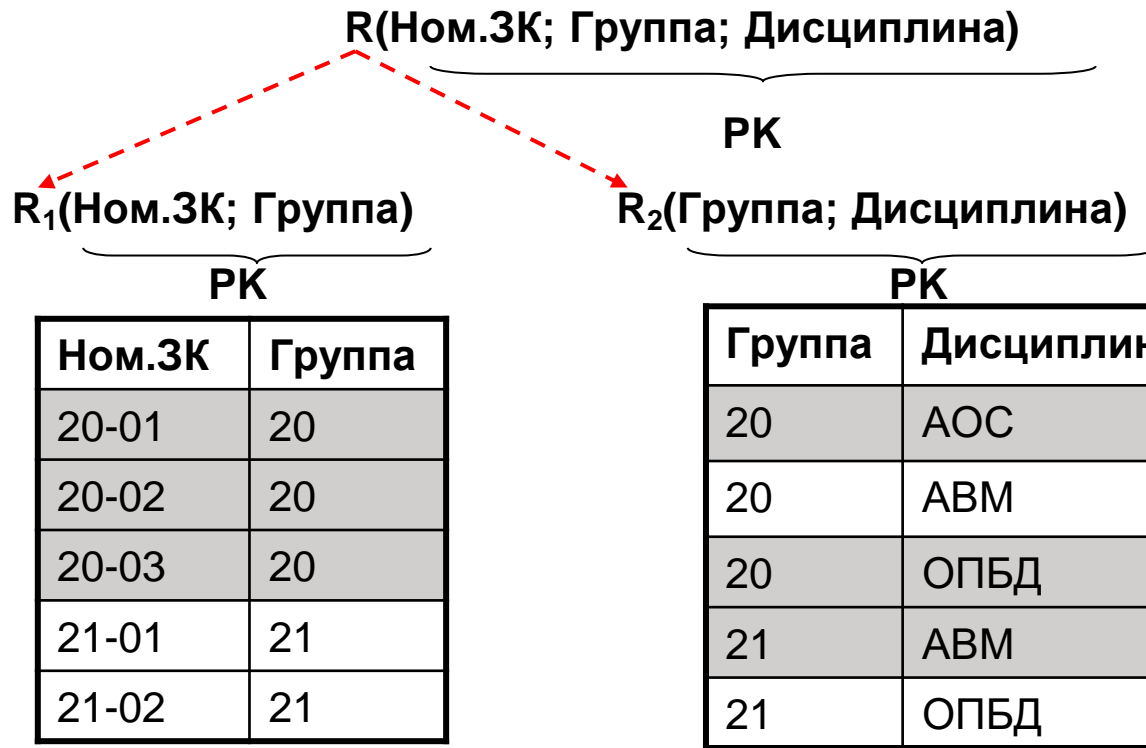 R(Ном.ЗК; Группа; Дисциплина)
PK
R₁(Ном.ЗК; Группа)
R₂(Группа; Дисциплина)
PK
PK
Ном.ЗК Группа
20-01 20
20-02 20
20-03 20
21-01 21
21-02 21
Группа Дисциплин
20 АОС
20 АВМ
20 ОПБД
21 АВМ
21 ОПБД